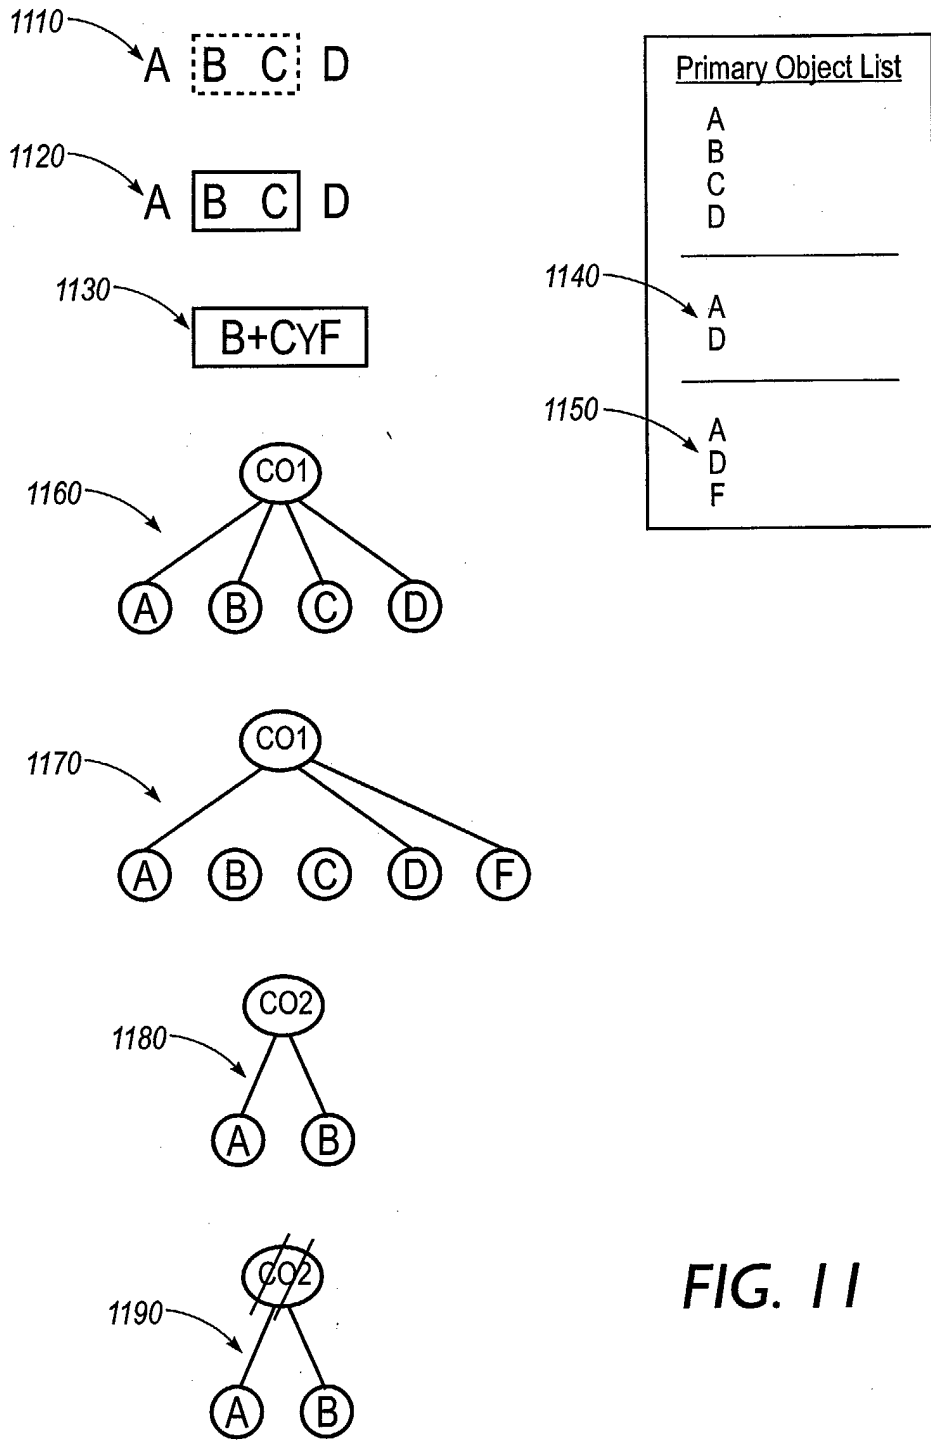 1110
A B C D
1120
A B C D
1130
B+CYF
Primary Object List
A
B
C
D
1140
A
D
1150
A
D
F
1160
CO1
A B C D
1170
CO1
A B C D F
1180
CO2
A B
1190
CO2
A B
FIG. 11